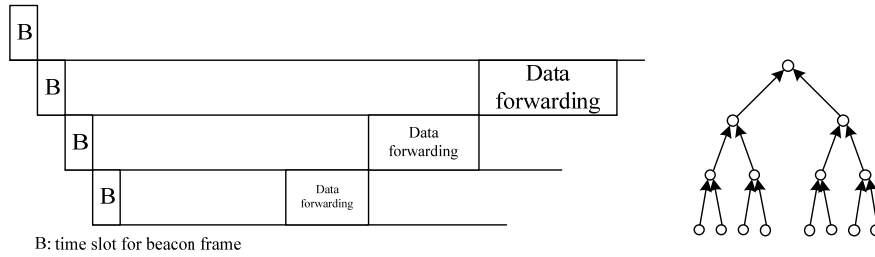 B
B
Data
forwarding
B
Data
forwarding
B
Data
forwarding
B: time slot for beacon frame